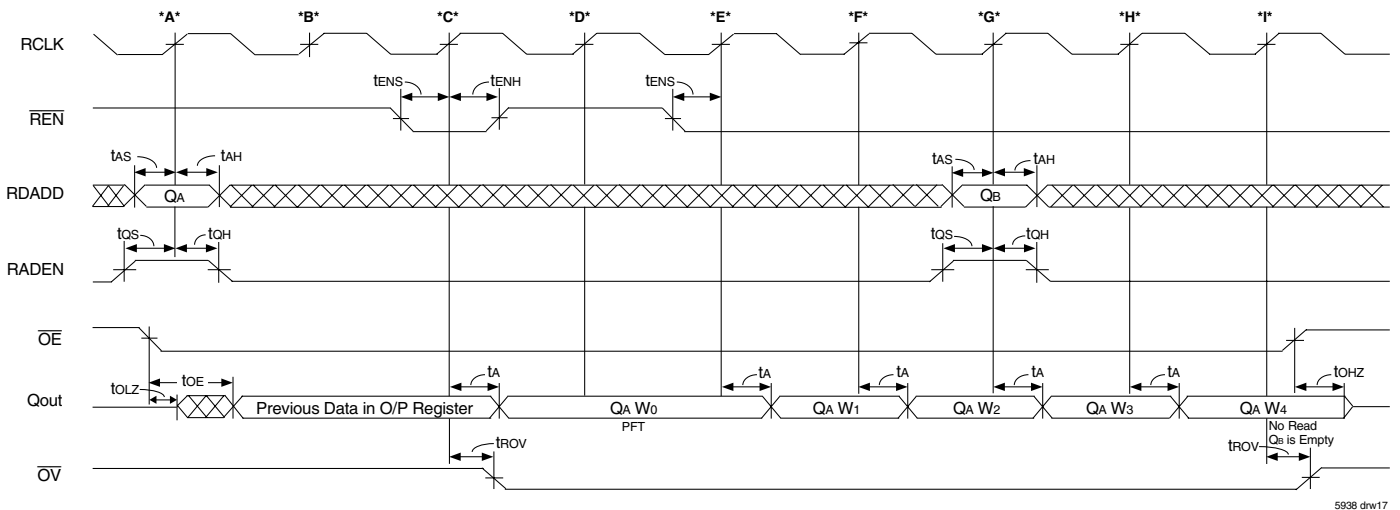 *A* *B* *C* *D* *E* *F* *G* *H* *I*
RCLK
tENS tENH tENS
REN
tAS tAH tAS tAH
RDADD QA QB
tQS tQH tQS tQH
RADEN
OE
tOLZ tOE tA tA tA tA tA tOHZ
Qout Previous Data in O/P Register QA W0 QA W1 QA W2 QA W3 QA W4
PFT No Read
QB is Empty
tROV tROV
OV
5938 drw17